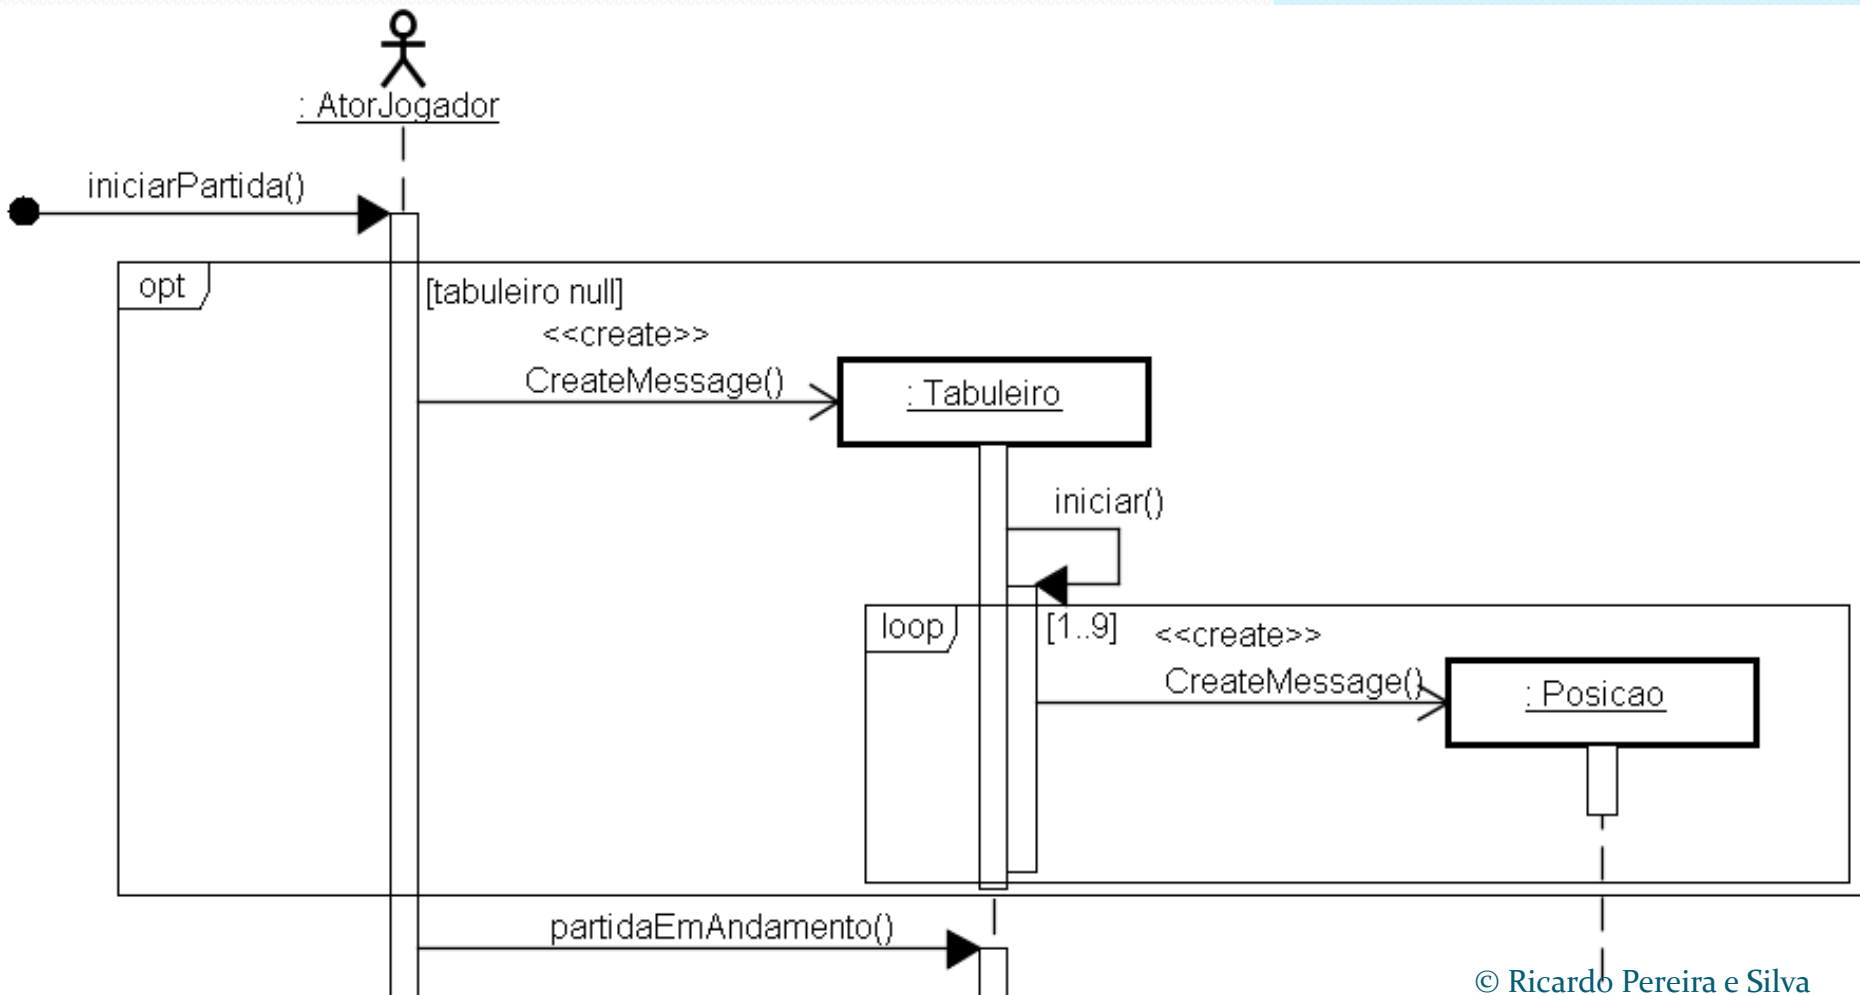 : AtorJogador
iniciarPartida()
opt
[tabuleiro null]
<<create>>
CreateMessage()
: Tabuleiro
iniciar()
loop
[1..9]
<<create>>
CreateMessage()
: Posicao
partidaEmAndamento()
© Ricardo Pereira e Silva